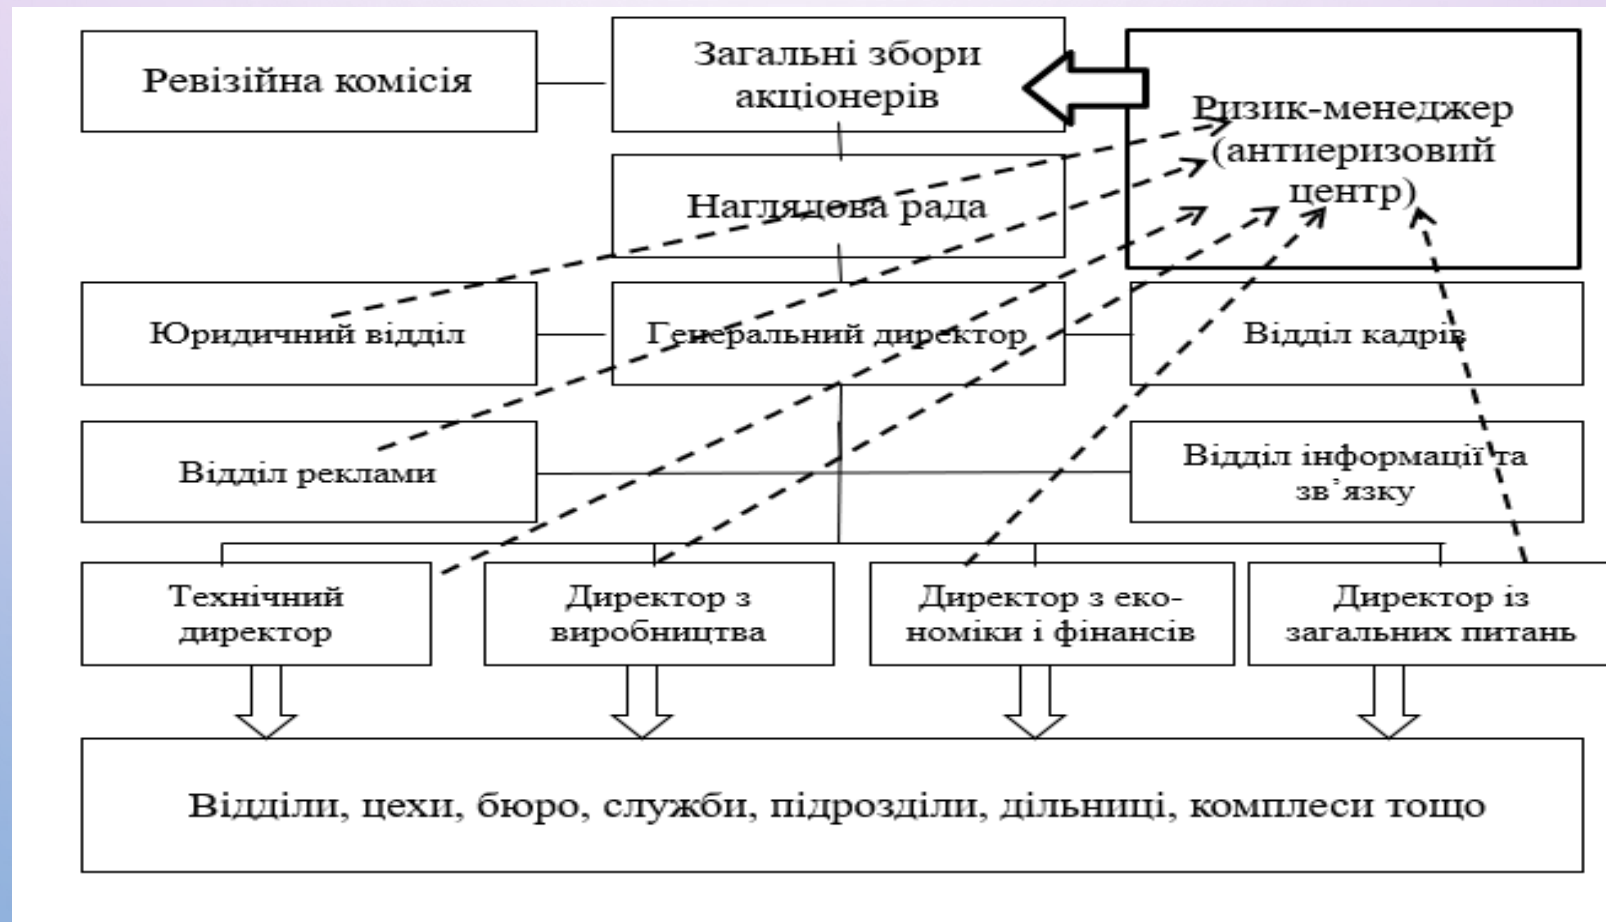 Ревізійна комісія
Загальні збори
акціонерів
Ризик-менеджер
(антиеризовий
центр)
Наглядова рада
Юридичний відділ
Генеральний директор
Відділ кадрів
Відділ реклами
Відділ інформації та
зв'язку
Технічний
директор
Директор з
виробництва
Директор з еко-
номіки і фінансів
Директор із
загальних питань
Відділи, цехи, бюро, служби, підрозділи, дільниці, комплеси тощо